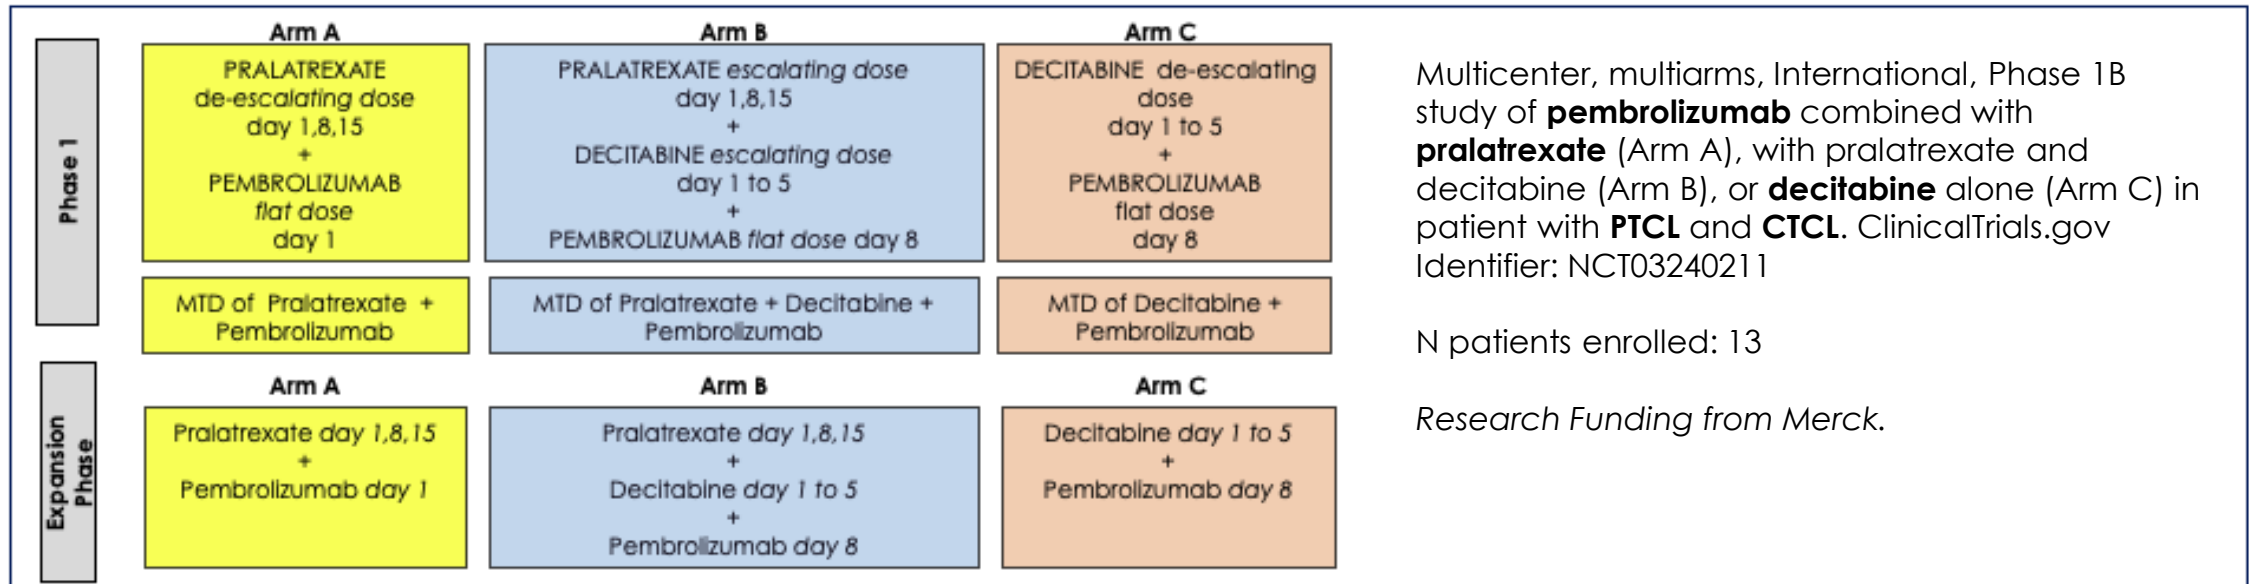 Phase 1
Arm A
PRALATREXATE
de-escalating dose
day 1,8,15
+
PEMBROLIZUMAB
flat dose
day 1
Arm B
PRALATREXATE escalating dose
day 1,8,15
+
DECITABINE escalating dose
day 1 to 5
+
PEMBROLIZUMAB flat dose day 8
Arm C
DECITABINE de-escalating
dose
day 1 to 5
+
PEMBROLIZUMAB
flat dose
day 8
MTD of Pralatrexate +
Pembrolizumab
MTD of Pralatrexate + Decitabine +
Pembrolizumab
MTD of Decitabine +
Pembrolizumab
Expansion
Phase
Arm A
Pralatrexate day 1,8,15
+
Pembrolizumab day 1
Arm B
Pralatrexate day 1,8,15
+
Decitabine day 1 to 5
+
Pembrolizumab day 8
Arm C
Decitabine day 1 to 5
+
Pembrolizumab day 8
Multicenter, multiarms, International, Phase 1B
study of pembrolizumab combined with
pralatrexate (Arm A), with pralatrexate and
decitabine (Arm B), or decitabine alone (Arm C) in
patient with PTCL and CTCL. ClinicalTrials.gov
Identifier: NCT03240211
N patients enrolled: 13
Research Funding from Merck.